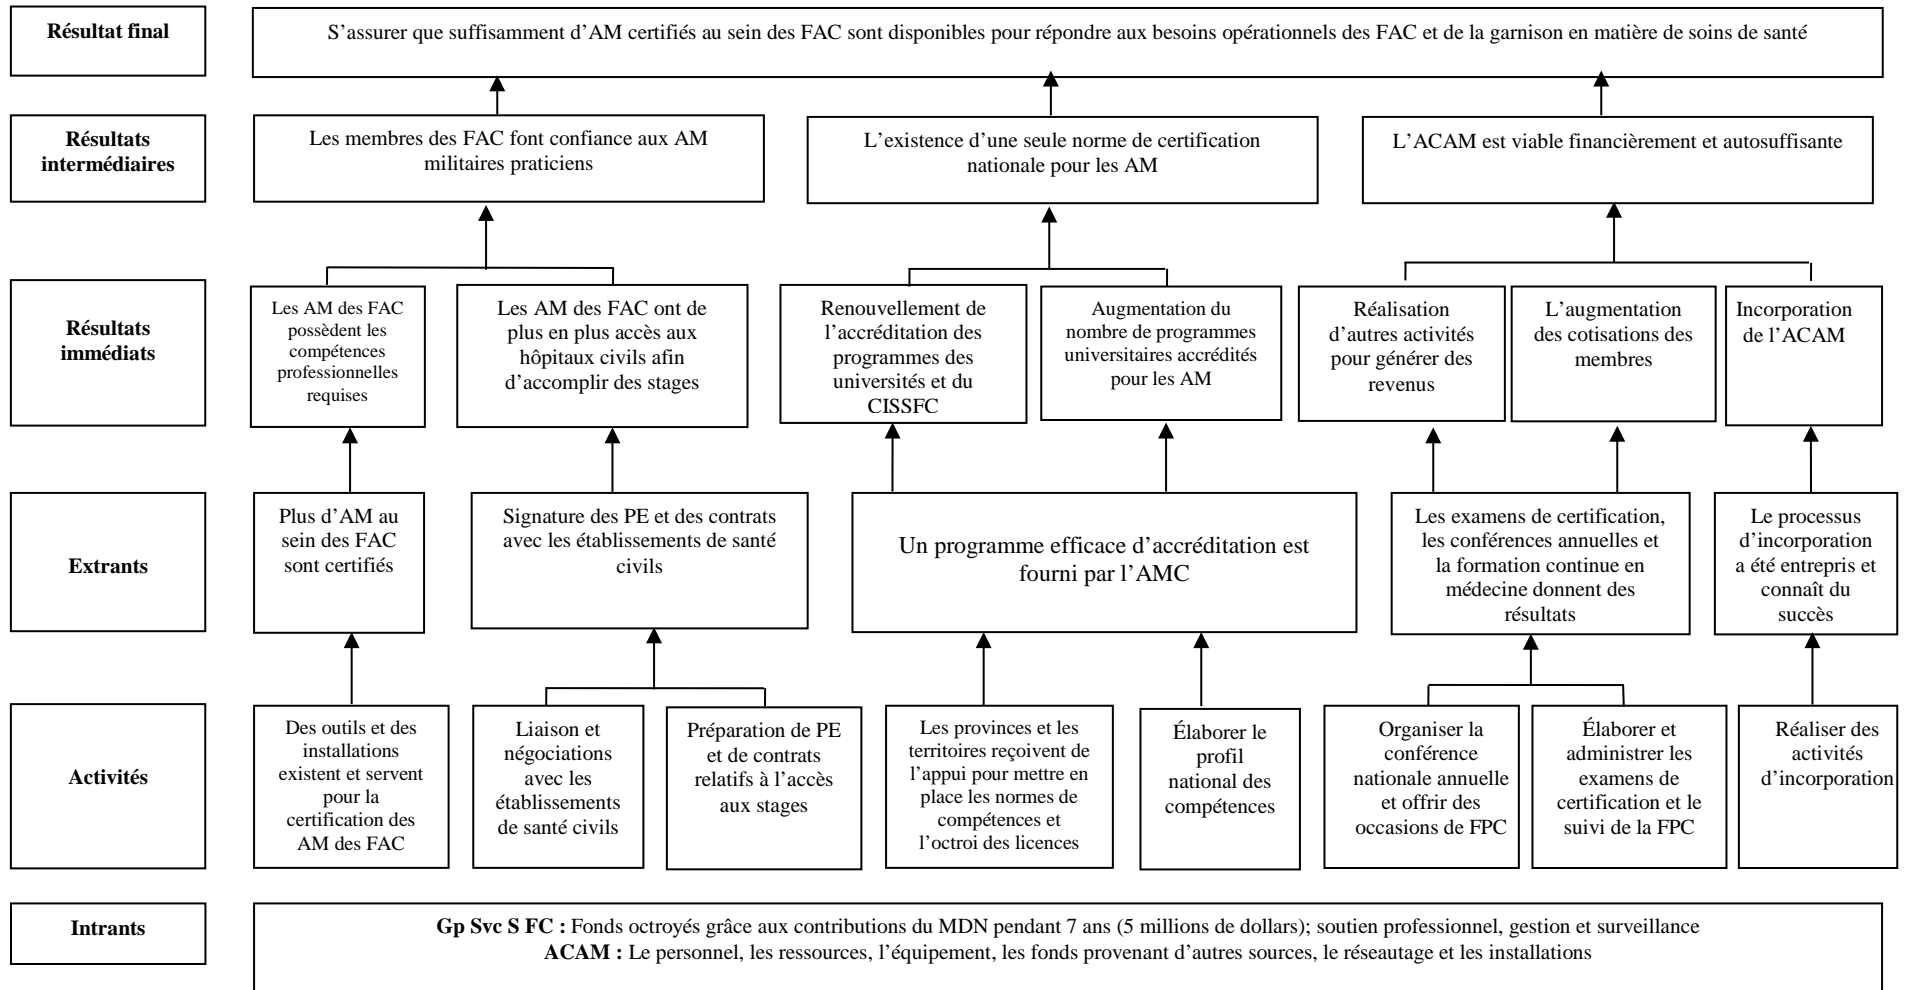 Résultat final
S’assurer que suffisamment d’AM certifiés au sein des FAC sont disponibles pour répondre aux besoins opérationnels des FAC et de la garnison en matière de soins de santé
Résultats
intermédiaires
Les membres des FAC font confiance aux AM
militaires praticiens
L’existence d’une seule norme de certification
nationale pour les AM
L’ACAM est viable financièrement et autosuffisante
Résultats
immédiats
Les AM des FAC
possèdent les
compétences
professionnelles
requises
Les AM des FAC ont de
plus en plus accès aux
hôpitaux civils afin
d’accomplir des stages
Renouvellement de
l’accréditation des
programmes des
universités et du
CISSFC
Augmentation du
nombre de programmes
universitaires accrédités
pour les AM
Réalisation
d’autres activités
pour générer des
revenus
L’augmentation
des cotisations des
membres
Incorporation
de l’ACAM
Extrants
Plus d’AM au
sein des FAC
sont certifiés
Signature des PE et des contrats
avec les établissements de santé
civils
Un programme efficace d’accréditation est
fourni par l’AMC
Les examens de certification,
les conférences annuelles et
la formation continue en
médecine donnent des
résultats
Le processus
d’incorporation
a été entrepris et
connaît du
succès
Activités
Des outils et des
installations
existent et servent
pour la
certification des
AM des FAC
Liaison et
négociations
avec les
établissements
de santé civils
Préparation de PE
et de contrats
relatifs à l’accès
aux stages
Les provinces et les
territoires reçoivent de
l’appui pour mettre en
place les normes de
compétences et
l’octroi des licences
Élaborer le
profil
national des
compétences
Organiser la
conférence
nationale annuelle
et offrir des
occasions de FPC
Élaborer et
administrer les
examens de
certification et le
suivi de la FPC
Réaliser des
activités
d’incorporation
Intrants
Gp Svc S FC : Fonds octroyés grâce aux contributions du MDN pendant 7 ans (5 millions de dollars); soutien professionnel, gestion et surveillance
ACAM : Le personnel, les ressources, l’équipement, les fonds provenant d’autres sources, le réseautage et les installations